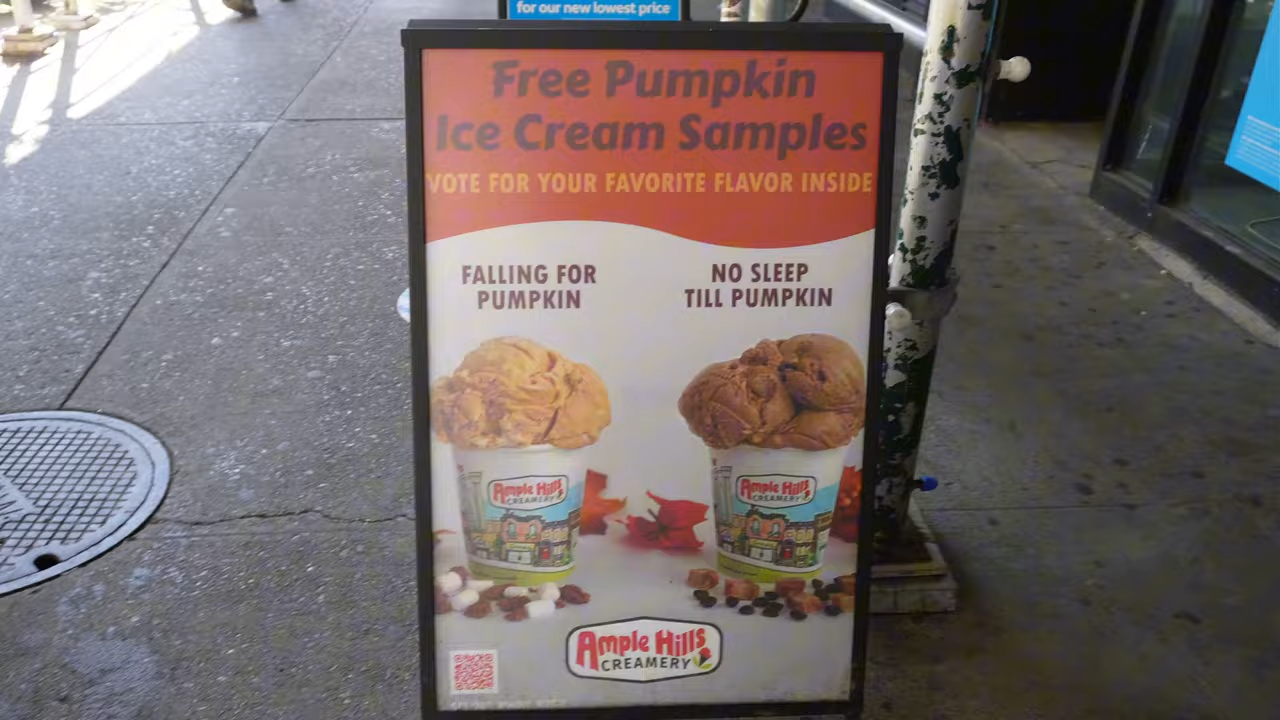 for our new lowest price
Free Pumpkin
Ice Cream Samples
VOTE FOR YOUR FAVORITE FLAVOR INSIDE
FALLING FOR
PUMPKIN
NO SLEEP
TILL PUMPKIN
Ample Hills
CREAMERY
Ample Hills
CREAMERY
Ample Hills
CREAMERY